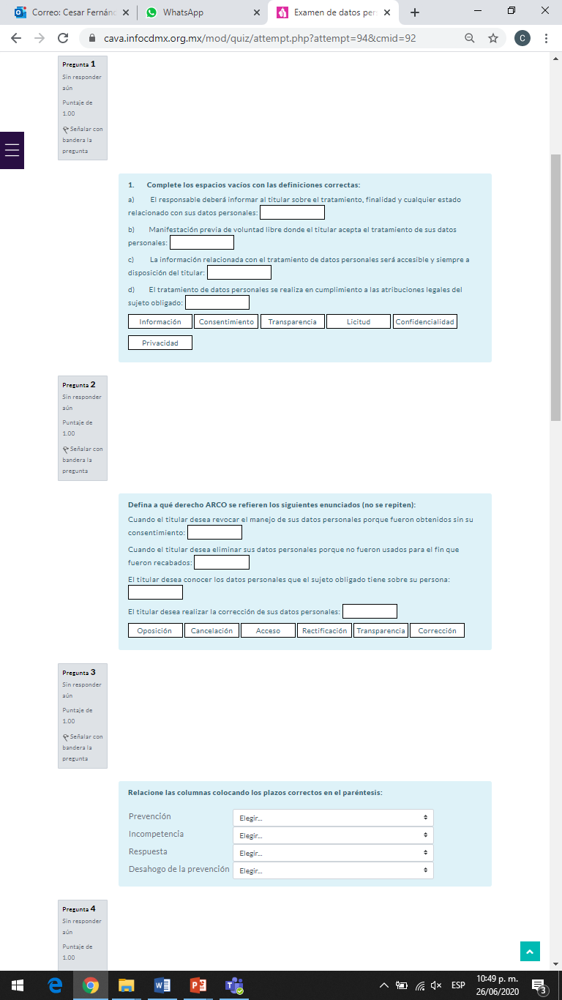 Correo: Cesar Fernánc
WhatsApp
Examen de datos per
cava.infocdmx.org.mx/mod/quiz/attempt.php?attempt=94&cmid=92
C
Pregunta 1
Sin responder
aún
Puntaje de
1.00
Señalar con
bandera la
pregunta
1. Complete los espacios vacíos con las definiciones correctas:
a) El responsable deberá informar al titular sobre el tratamiento, finalidad y cualquier estado
relacionado con sus datos personales:
b) Manifestación previa de voluntad libre donde el titular acepta el tratamiento de sus datos
personales:
c) La información relacionada con el tratamiento de datos personales será accesible y siempre a
disposición del titular:
d) El tratamiento de datos personales se realiza en cumplimiento a las atribuciones legales del
sujeto obligado:
Información Consentimiento Transparencia Licitud Confidencialidad
Privacidad
Pregunta 2
Sin responder
aún
Puntaje de
1.00
Señalar con
bandera la
pregunta
Defina a qué derecho ARCO se refieren los siguientes enunciados (no se repiten):
Cuando el titular desea revocar el manejo de sus datos personales porque fueron obtenidos sin su
consentimiento:
Cuando el titular desea eliminar sus datos personales porque no fueron usados para el fin que
fueron recabados:
El titular desea conocer los datos personales que el sujeto obligado tiene sobre su persona:
El titular desea realizar la corrección de sus datos personales:
Oposición Cancelación Acceso Rectificación Transparencia Corrección
Pregunta 3
Sin responder
aún
Puntaje de
1.00
Señalar con
bandera la
pregunta
Relacione las columnas colocando los plazos correctos en el paréntesis:
Prevención Elegir...
Incompetencia Elegir...
Respuesta Elegir...
Desahogo de la prevención Elegir...
Pregunta 4
Sin responder
aún
Puntaje de
1.00
ESP
10:49 p. m.
26/06/2020
3